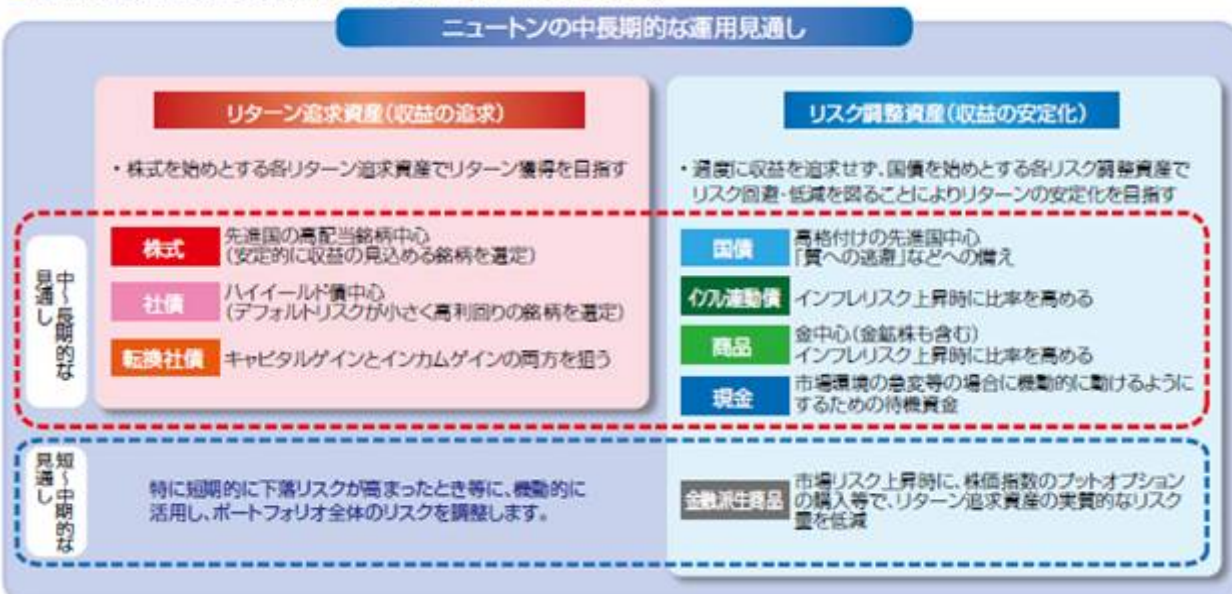 ニュートンの中長期的な運用見通し
リターン追求資産(収益の追求)
・株式を始めとする各リターン追求資産でリターン獲得を目指す
リスク調整資産(収益の安定化)
・過度に収益を追求せず、国債を始めとする各リスク調整資産で
リスク回避・低減を図ることによりリターンの安定化を目指す
中～長期的な
見通し
株式
先進国の高配当銘柄中心
(安定的に収益の見込める銘柄を選定)
社債
ハイイールド債中心
(デフォルトリスクが小さく高利回りの銘柄を選定)
転換社債
キャピタルゲインとインカムゲインの両方を狙う
国債
高格付けの先進国中心
「質への逃避」などへの備え
インフレ連動債
インフレリスク上昇時に比率を高める
商品
金中心(金鉱株も含む)
インフレリスク上昇時に比率を高める
現金
市場環境の急変等の場合に機動的に動けるように
するための待機資金
短～中期的な
見通し
特に短期的に下落リスクが高まったとき等に、機動的に
活用し、ポートフォリオ全体のリスクを調整します。
金融派生商品
市場リスク上昇時に、株価指数のプットオプション
の購入等で、リターン追求資産の実質的なリスク
量を低減